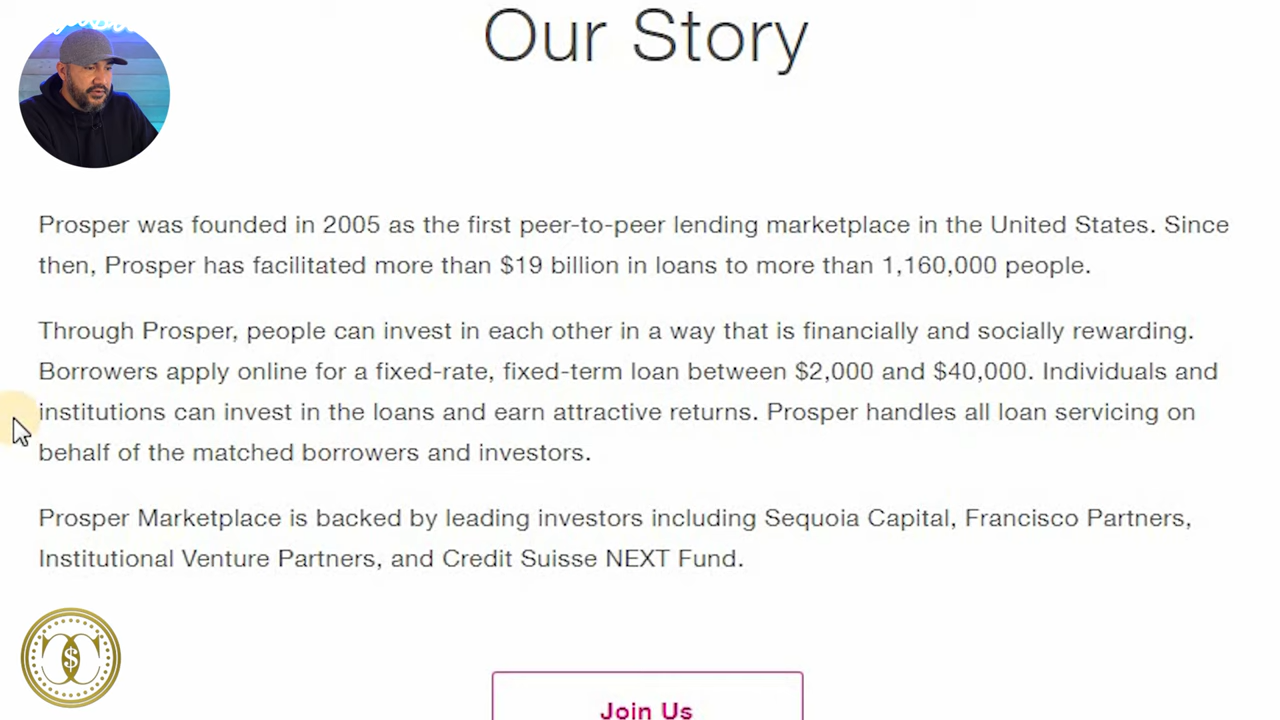 Our Story
Prosper was founded in 2005 as the first peer-to-peer lending marketplace in the United States. Since
then, Prosper has facilitated more than $19 billion in loans to more than 1,160,000 people.
Through Prosper, people can invest in each other in a way that is financially and socially rewarding.
Borrowers apply online for a fixed-rate, fixed-term loan between $2,000 and $40,000. Individuals and
institutions can invest in the loans and earn attractive returns. Prosper handles all loan servicing on
behalf of the matched borrowers and investors.
Prosper Marketplace is backed by leading investors including Sequoia Capital, Francisco Partners,
Institutional Venture Partners, and Credit Suisse NEXT Fund.
$
Join Us